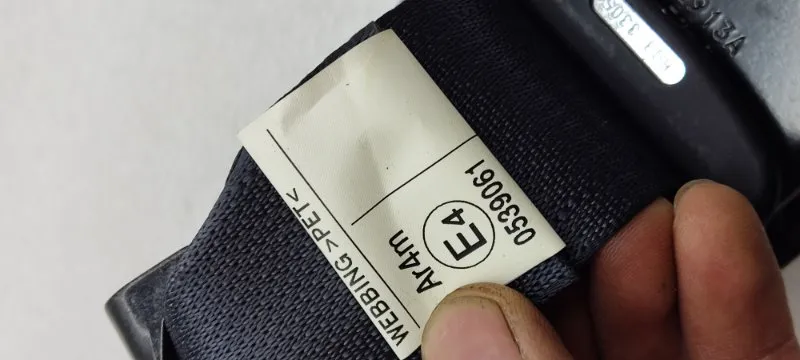 Ar4m
E4
0539061
WEBBING >PET<